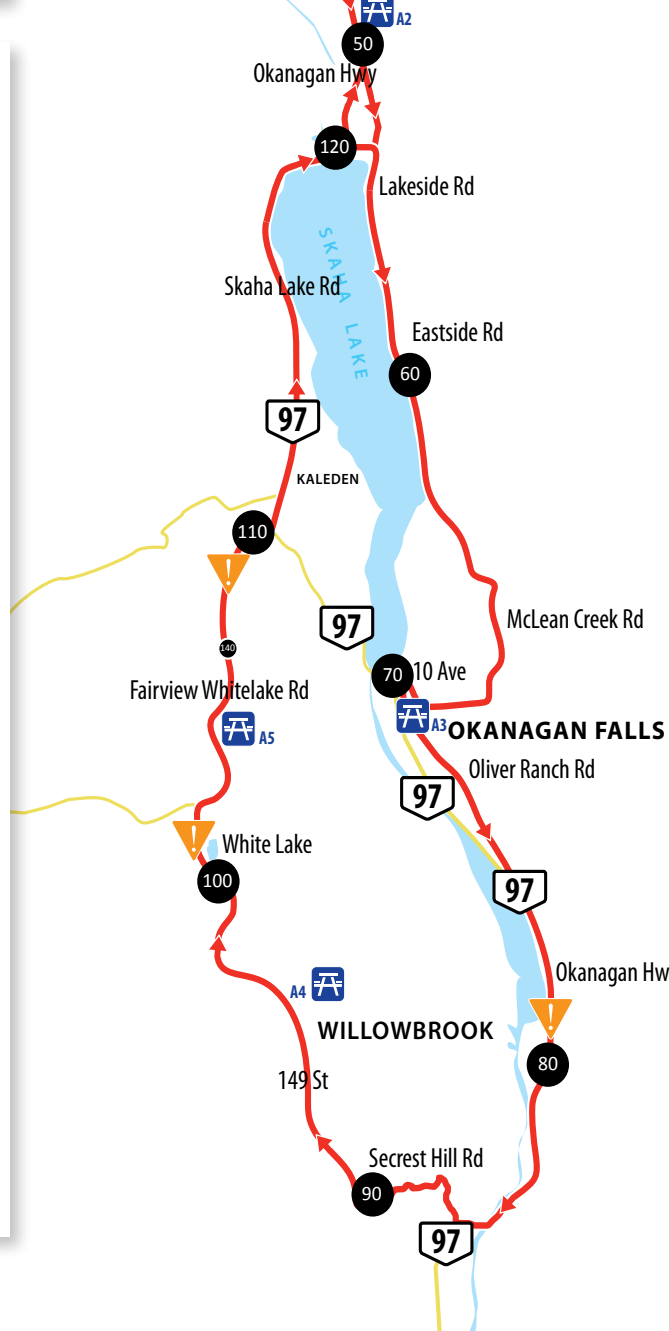 A2
50
Okanagan Hwy
120
Lakeside Rd
SKAHA LAKE
Skaha Lake Rd
Eastside Rd
60
97
KALEDEN
110
!
97
McLean Creek Rd
140
70
10 Ave
Fairview Whitelake Rd
A3
OKANAGAN FALLS
A5
Oliver Ranch Rd
97
!
White Lake
100
97
Okanagan Hw
A4
!
WILLOWBROOK
80
149 St
Secrest Hill Rd
90
97